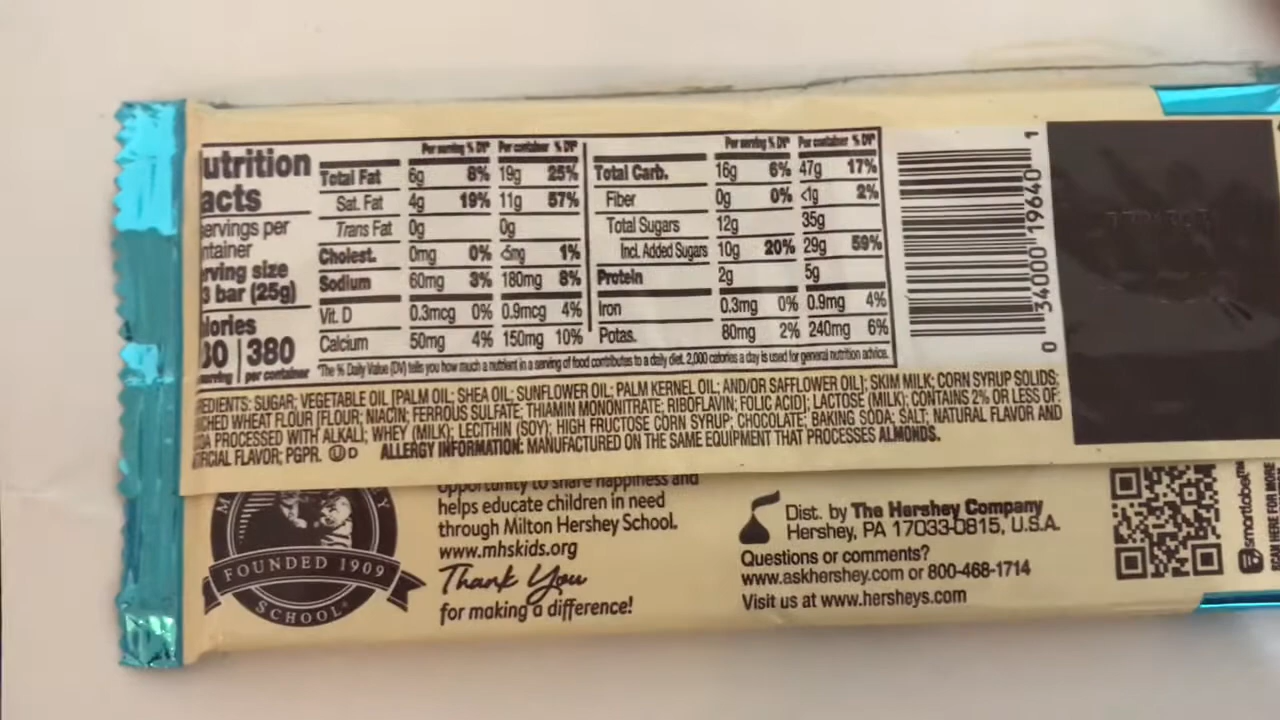 utrition
acts
ervings per
ntainer
rving size
3 bar (25g)
lories
30 | 380
per container
Per serving % DV* Per container % DV*
Total Fat 6g 8% 19g 25%
Sat. Fat 4g 19% 11g 57%
Trans Fat 0g 0g
Cholest. 0mg 0% <5mg 1%
Sodium 60mg 3% 180mg 8%
Vit. D 0.3mcg 0% 0.9mcg 4%
Calcium 50mg 4% 150mg 10%
Per serving % DV* Per container % DV*
Total Carb. 16g 6% 47g 17%
Fiber 0g 0% <1g 2%
Total Sugars 12g 35g
Incl. Added Sugars 10g 20% 29g 59%
Protein 2g 5g
Iron 0.3mg 0% 0.9mg 4%
Potas. 80mg 2% 240mg 6%
*The % Daily Value (DV) tells you how much a nutrient in a serving of food contributes to a daily diet. 2,000 calories a day is used for general nutrition advice.
REDIENTS: SUGAR; VEGETABLE OIL [PALM OIL; SHEA OIL; SUNFLOWER OIL; PALM KERNEL OIL; AND/OR SAFFLOWER OIL]; SKIM MILK; CORN SYRUP SOLIDS;
ICHED WHEAT FLOUR [FLOUR; NIACIN; FERROUS SULFATE; THIAMIN MONONITRATE; RIBOFLAVIN; FOLIC ACID]; LACTOSE (MILK); CONTAINS 2% OR LESS OF:
OA PROCESSED WITH ALKALI; WHEY (MILK); LECITHIN (SOY); HIGH FRUCTOSE CORN SYRUP; CHOCOLATE; BAKING SODA; SALT; NATURAL FLAVOR AND
IFICIAL FLAVOR; PGPR. U D ALLERGY INFORMATION: MANUFACTURED ON THE SAME EQUIPMENT THAT PROCESSES ALMONDS.
0 34000 19640 1
FOUNDED 1909
SCHOOL®
opportunity to share happiness and
helps educate children in need
through Milton Hershey School.
www.mhskids.org
Thank You
for making a difference!
Dist. by The Hershey Company
Hershey, PA 17033-0815, U.S.A.
Questions or comments?
www.askhershey.com or 800-468-1714
Visit us at www.hersheys.com
smartlabel™
SCAN HERE FOR MORE